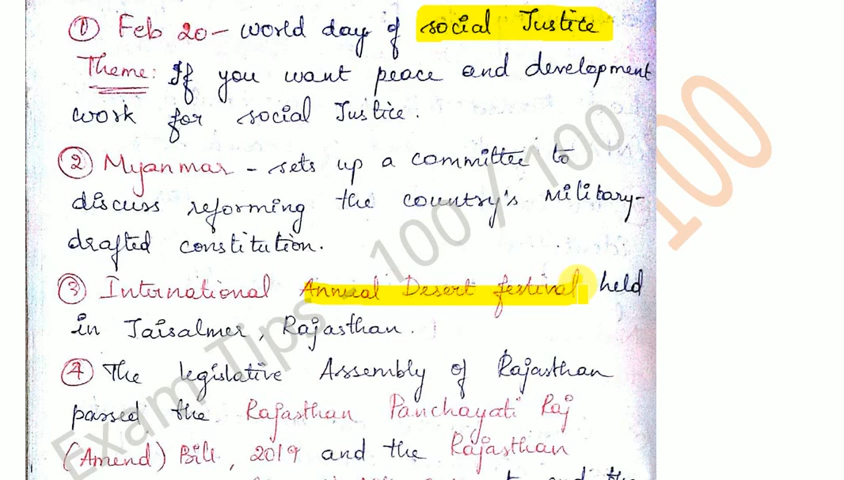 ① Feb 20 - world day of social Justice
Theme: If you want peace and development
work for social Justice.
② Myanmar - sets up a committee to
discuss reforming the country's military-
drafted constitution.
③ International Annual Desert festival held
in Jaisalmer, Rajasthan.
④ The legislative Assembly of Rajasthan
passed the Rajasthan Panchayati Raj
(Amend) Bill, 2019 and the Rajasthan
and the
Exam Tips - 100 / 100
100